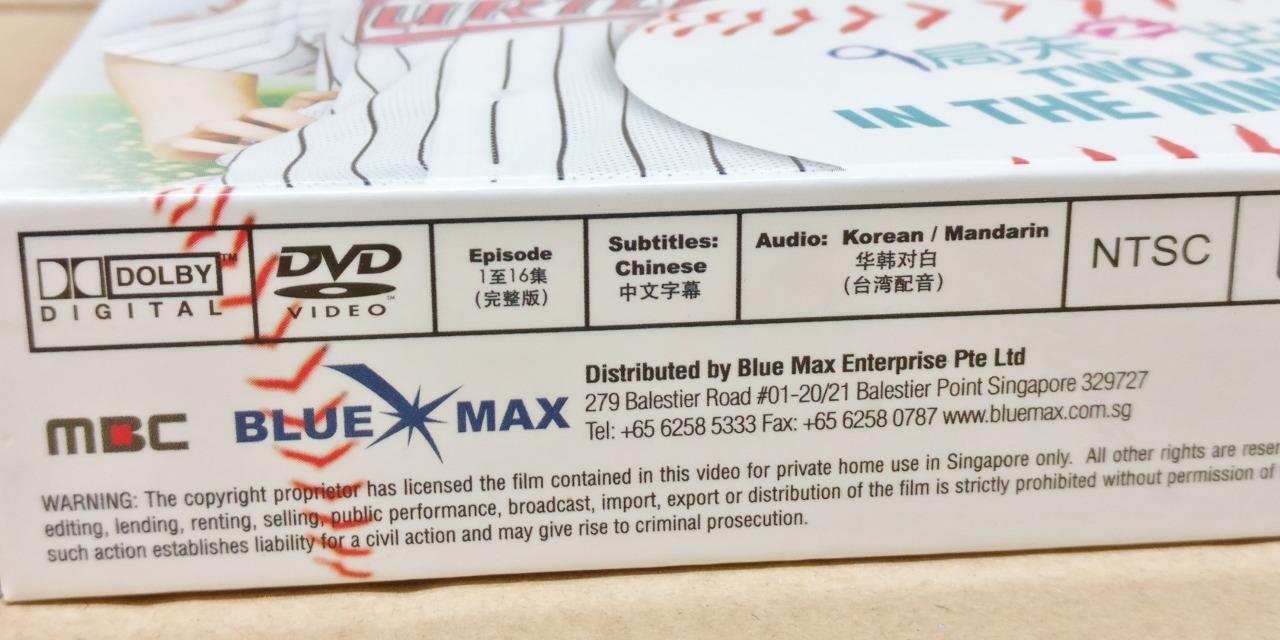 9局末
TWO
IN THE
DOLBY™
DIGITAL
DVD™
VIDEO
Episode
1至16集
(完整版)
Subtitles:
Chinese
中文字幕
Audio: Korean / Mandarin
华韩对白
(台湾配音)
NTSC
MBC
BLUE MAX
Distributed by Blue Max Enterprise Pte Ltd
279 Balestier Road #01-20/21 Balestier Point Singapore 329727
Tel: +65 6258 5333 Fax: +65 6258 0787 www.bluemax.com.sg
WARNING: The copyright proprietor has licensed the film contained in this video for private home use in Singapore only. All other rights are
editing, lending, renting, selling, public performance, broadcast, import, export or distribution of the film is strictly prohibited without permission of
such action establishes liability for a civil action and may give rise to criminal prosecution.